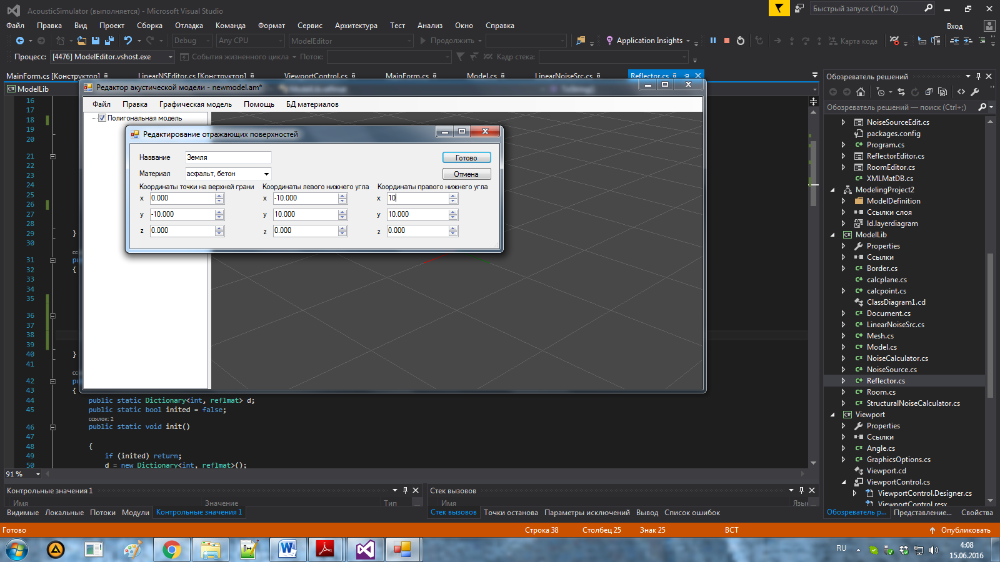 AcousticSimulator (выполняется) - Microsoft Visual Studio
Быстрый запуск (Ctrl+Q)
Файл Правка Вид Проект Сборка Отладка Команда Формат Сервис Архитектура Тест Анализ Окно Справка
Вход
Debug Any CPU ModelEditor Продолжить Application Insights Карта кода
Процесс: [4476] ModelEditor.vshost.exe События жизненного цикла Поток: Кадр стека:
MainForm.cs [Конструктор] LinearNSEditor.cs [Конструктор] ViewportControl.cs MainForm.cs Model.cs LinearNoiseSrc.cs Reflector.cs
ModelLib
Редактор акустической модели - newmodel.am*
Файл Правка Графическая модель Помощь БД материалов
Полигональная модель
Редактирование отражающих поверхностей
Название Земля Готово
Материал асфальт, бетон Отмена
Координаты точки на верхней грани Координаты левого нижнего угла Координаты правого нижнего угла
x 0.000 x -10.000 x 10
y -10.000 y 10.000 y 10.000
z 0.000 z 0.000 z 0.000
16
17
18
19
20
21
22
23
24
25
26
27
28
29 }
30
31
32 {
33
34
35
36
37
38
39
40 }
41
42
43 {
44 public static Dictionary<int, reflmat> d;
45 public static bool inited = false;
ссылок: 2
46 public static void init()
47
48 {
49 if (inited) return;
50 d = new Dictionary<int, reflmat>();
91 %
Контрольные значения 1
Имя Значение Тип
Видимые Локальные Потоки Модули Контрольные значения 1
Стек вызовов
Имя
Стек вызовов Точки останова Параметры исключений Вывод Список ошибок
Обозреватель решений
Обозреватель решений — поиск (Ctrl+;)
NoiseSourceEdit.cs
packages.config
Program.cs
ReflectorEditor.cs
RoomEditor.cs
XMLMatDB.cs
ModelingProject2
ModelDefinition
Ссылки слоя
ld.layerdiagram
ModelLib
Properties
Ссылки
Border.cs
calcplane.cs
calcpoint.cs
ClassDiagram1.cd
Document.cs
LinearNoiseSrc.cs
Mesh.cs
Model.cs
NoiseCalculator.cs
NoiseSource.cs
Reflector.cs
Room.cs
StructuralNoiseCalculator.cs
Viewport
Properties
Ссылки
Angle.cs
GraphicsOptions.cs
Viewport.cd
ViewportControl.cs
ViewportControl.Designer.cs
ViewportControl.resx
Обозреватель р... Представление... Свойства
Готово Строка 38 Столбец 25 Знак 25 ВСТ Опубликовать
RU 4:08
15.06.2016